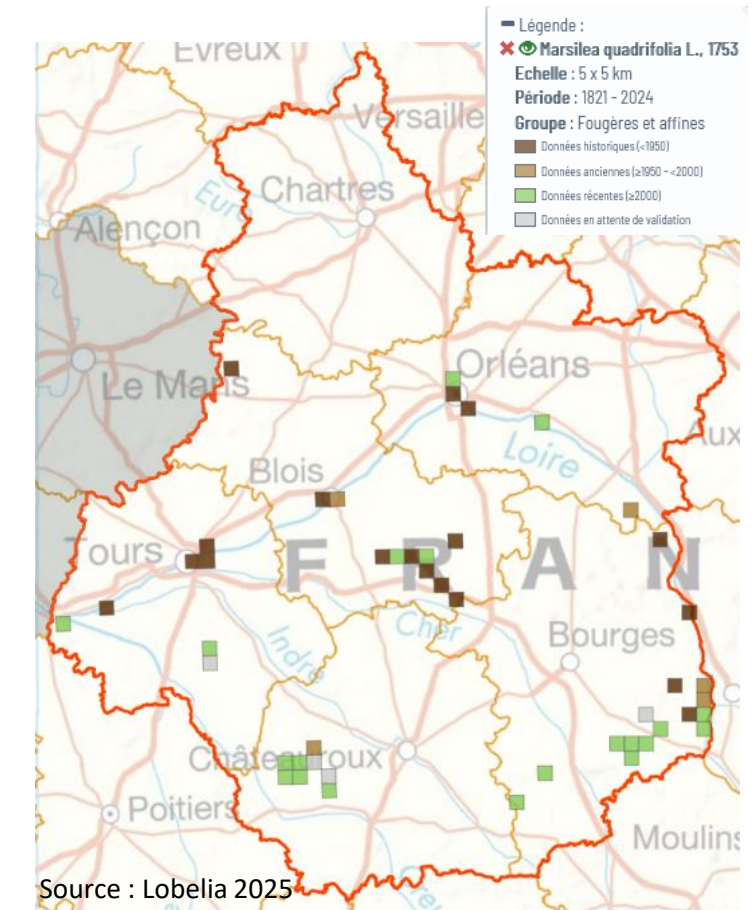 Légende :
Marsilea quadrifolia L., 1753
Echelle : 5 x 5 km
Période : 1821 - 2024
Groupe : Fougères et affines
Données historiques (<1950)
Données anciennes (≥1950 - <2000)
Données récentes (≥2000)
Données en attente de validation
Evreux
Versaille
Chartres
Eure
Alençon
Orléans
Le Mans
Aux
Loire
Blois
Tours
F R A N
Cher
Bourges
Indre
Châteauroux
Poitiers
Moulins
Source : Lobelia 2025
Creu